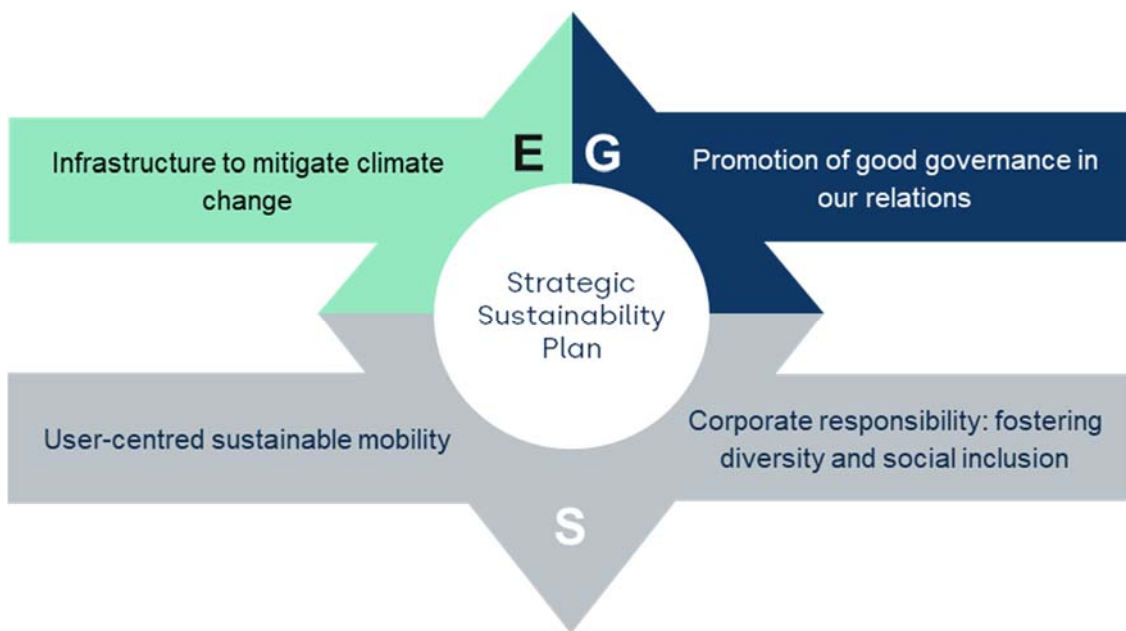 E
G
Infrastructure to mitigate climate
change
Promotion of good governance in
our relations
Strategic
Sustainability
Plan
User-centred sustainable mobility
Corporate responsibility: fostering
diversity and social inclusion
S